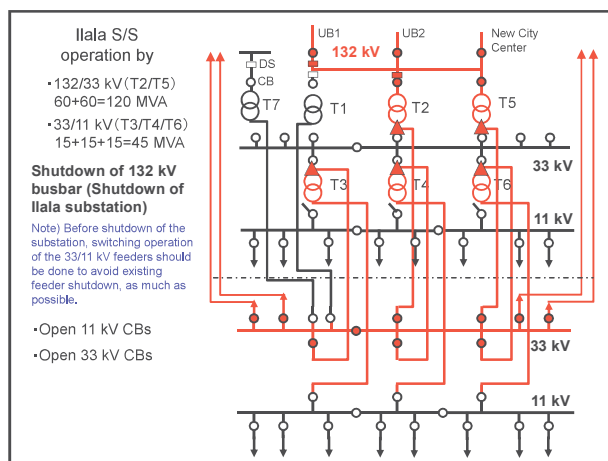 Ilala S/S
operation by
・132/33 kV(T2/T5)
60+60=120 MVA
・33/11 kV(T3/T4/T6)
15+15+15=45 MVA
Shutdown of 132 kV
busbar (Shutdown of
Ilala substation)
Note) Before shutdown of the
substation, switching operation
of the 33/11 kV feeders should
be done to avoid existing
feeder shutdown, as much as
possible.
・Open 11 kV CBs
・Open 33 kV CBs
UB1
UB2
New City
Center
132 kV
DS
CB
T7
T1
T2
T5
33 kV
T3
T4
T6
11 kV
33 kV
11 kV